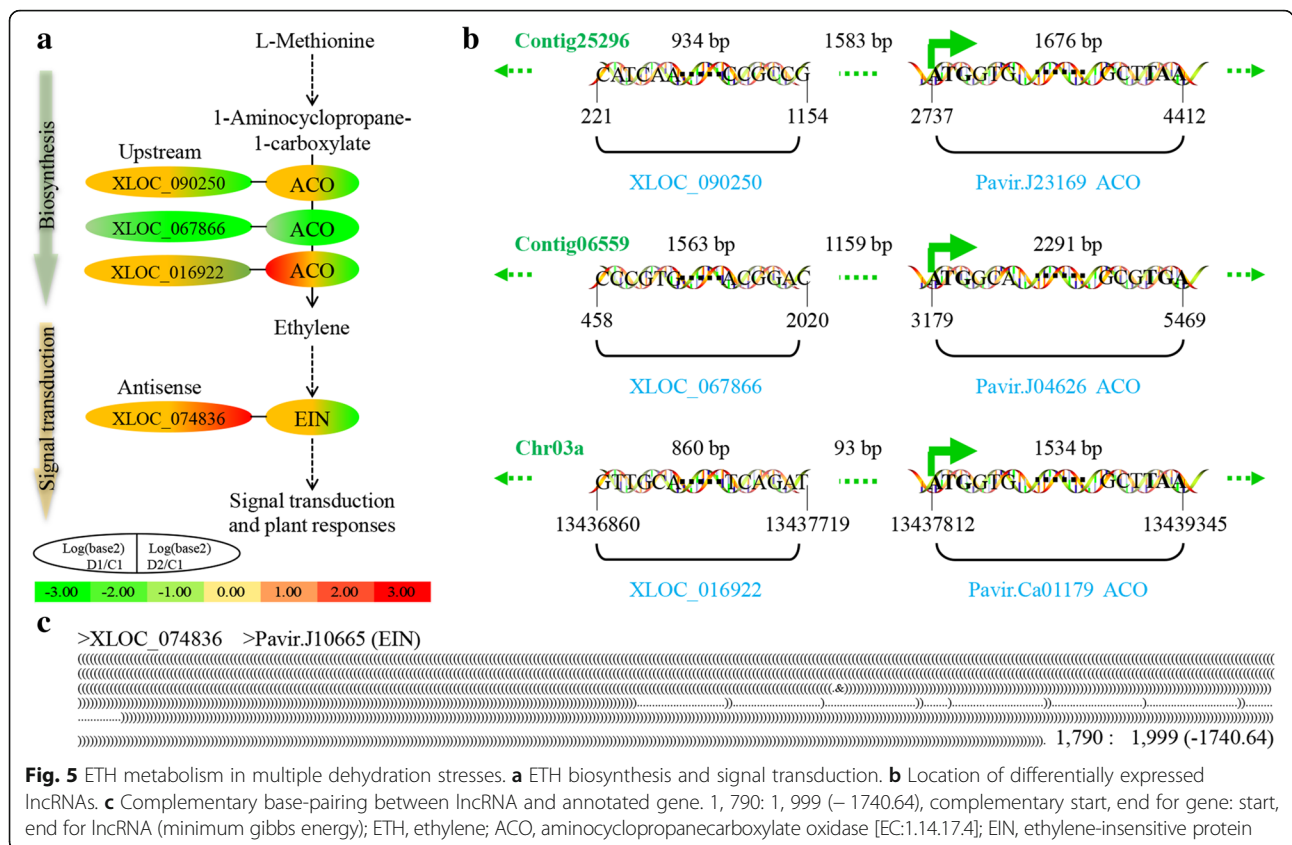 a
L-Methionine
1-Aminocyclopropane-
1-carboxylate
Upstream
XLOC_090250 ACO
XLOC_067866 ACO
XLOC_016922 ACO
Biosynthesis
Ethylene
Antisense
XLOC_074836 EIN
Signal transduction
Signal transduction
and plant responses
Log(base2) Log(base2)
D1/C1 D2/C1
-3.00 -2.00 -1.00 0.00 1.00 2.00 3.00
b
Contig25296 934 bp 1583 bp 1676 bp
CATCAA CCGCCG ATGGTG GCTTAA
221 1154 2737 4412
XLOC_090250 Pavir.J23169 ACO
Contig06559 1563 bp 1159 bp 2291 bp
CCCGTG ACGGAC ATGGCA GCGTGA
458 2020 3179 5469
XLOC_067866 Pavir.J04626 ACO
Chr03a 860 bp 93 bp 1534 bp
GTTGCA TCAGAT ATGGTG GCTTAA
13436860 13437719 13437812 13439345
XLOC_016922 Pavir.Ca01179 ACO
c
>XLOC_074836 >Pavir.J10665 (EIN)
1,790 : 1,999 (-1740.64)
Fig. 5 ETH metabolism in multiple dehydration stresses. a ETH biosynthesis and signal transduction. b Location of differentially expressed
lncRNAs. c Complementary base-pairing between lncRNA and annotated gene. 1, 790: 1, 999 (− 1740.64), complementary start, end for gene: start,
end for lncRNA (minimum gibbs energy); ETH, ethylene; ACO, aminocyclopropanecarboxylate oxidase [EC:1.14.17.4]; EIN, ethylene-insensitive protein